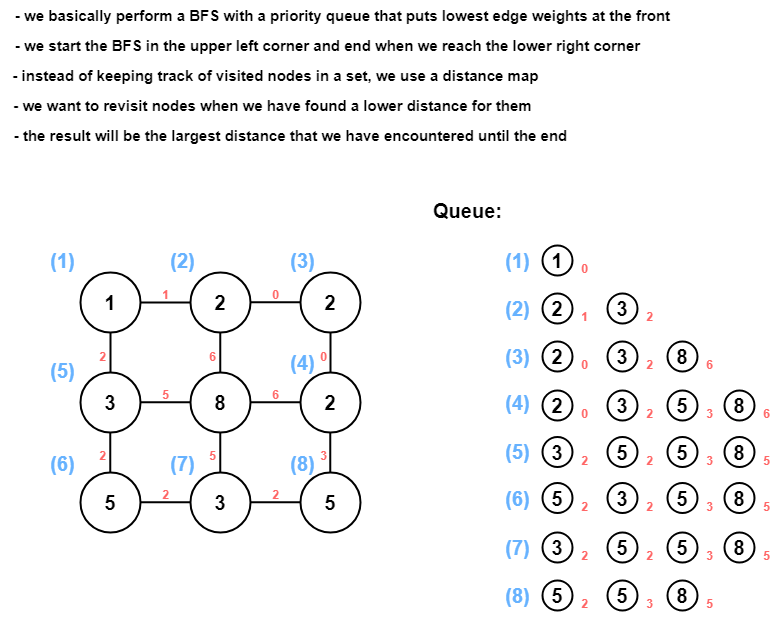 - we basically perform a BFS with a priority queue that puts lowest edge weights at the front
- we start the BFS in the upper left corner and end when we reach the lower right corner
- instead of keeping track of visited nodes in a set, we use a distance map
- we want to revisit nodes when we have found a lower distance for them
- the result will be the largest distance that we have encountered until the end
(1) (2) (3)
1 1 2 0 2
2 6 0
(5) (4)
3 5 8 6 2
2 5 3
(6) (7) (8)
5 2 3 2 5
Queue:
(1) 1 0
(2) 2 1 3 2
(3) 2 0 3 2 8 6
(4) 2 0 3 2 5 3 8 6
(5) 3 2 5 2 5 3 8 5
(6) 5 2 3 2 5 3 8 5
(7) 3 2 5 2 5 3 8 5
(8) 5 2 5 3 8 5